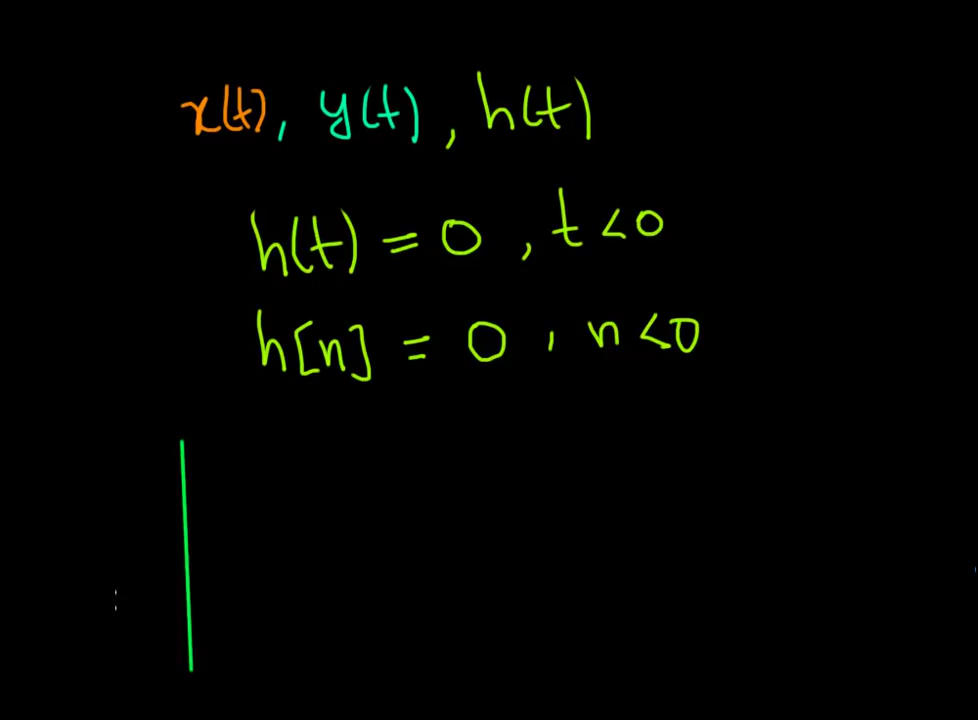 x(t), y(t), h(t)
h(t) = 0 , t < 0
h[n] = 0 , n < 0